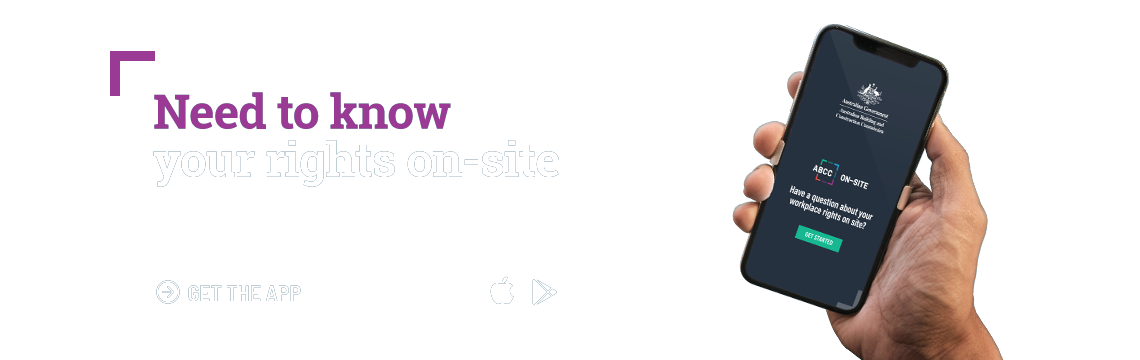 Need to know
your rights on-site
GET THE APP
Australian Government
Australian Building and
Construction Commission
ABCC ON-SITE
Have a question about your
workplace rights on site?
GET STARTED